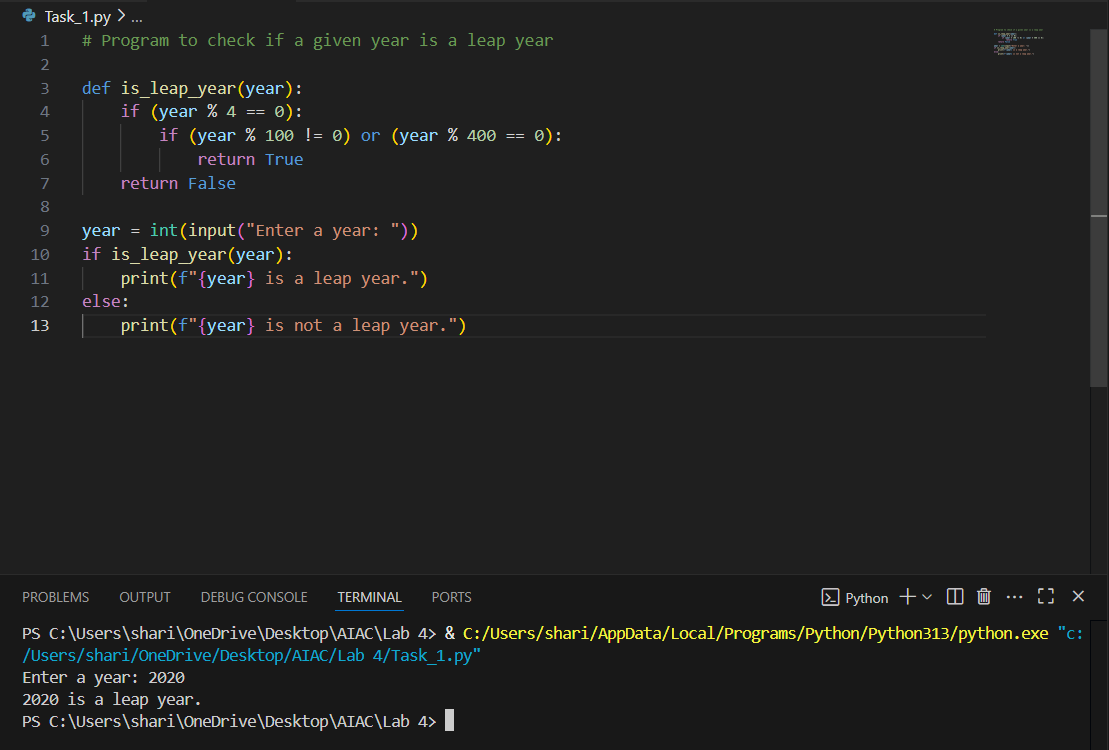 Task_1.py > ...
1 # Program to check if a given year is a leap year
2
3 def is_leap_year(year):
4     if (year % 4 == 0):
5         if (year % 100 != 0) or (year % 400 == 0):
6             return True
7     return False
8
9 year = int(input("Enter a year: "))
10 if is_leap_year(year):
11     print(f"{year} is a leap year.")
12 else:
13     print(f"{year} is not a leap year.")
PROBLEMS OUTPUT DEBUG CONSOLE TERMINAL PORTS Python
PS C:\Users\shari\OneDrive\Desktop\AIAC\Lab 4> & C:/Users/shari/AppData/Local/Programs/Python/Python313/python.exe "c:
/Users/shari/OneDrive/Desktop/AIAC/Lab 4/Task_1.py"
Enter a year: 2020
2020 is a leap year.
PS C:\Users\shari\OneDrive\Desktop\AIAC\Lab 4>